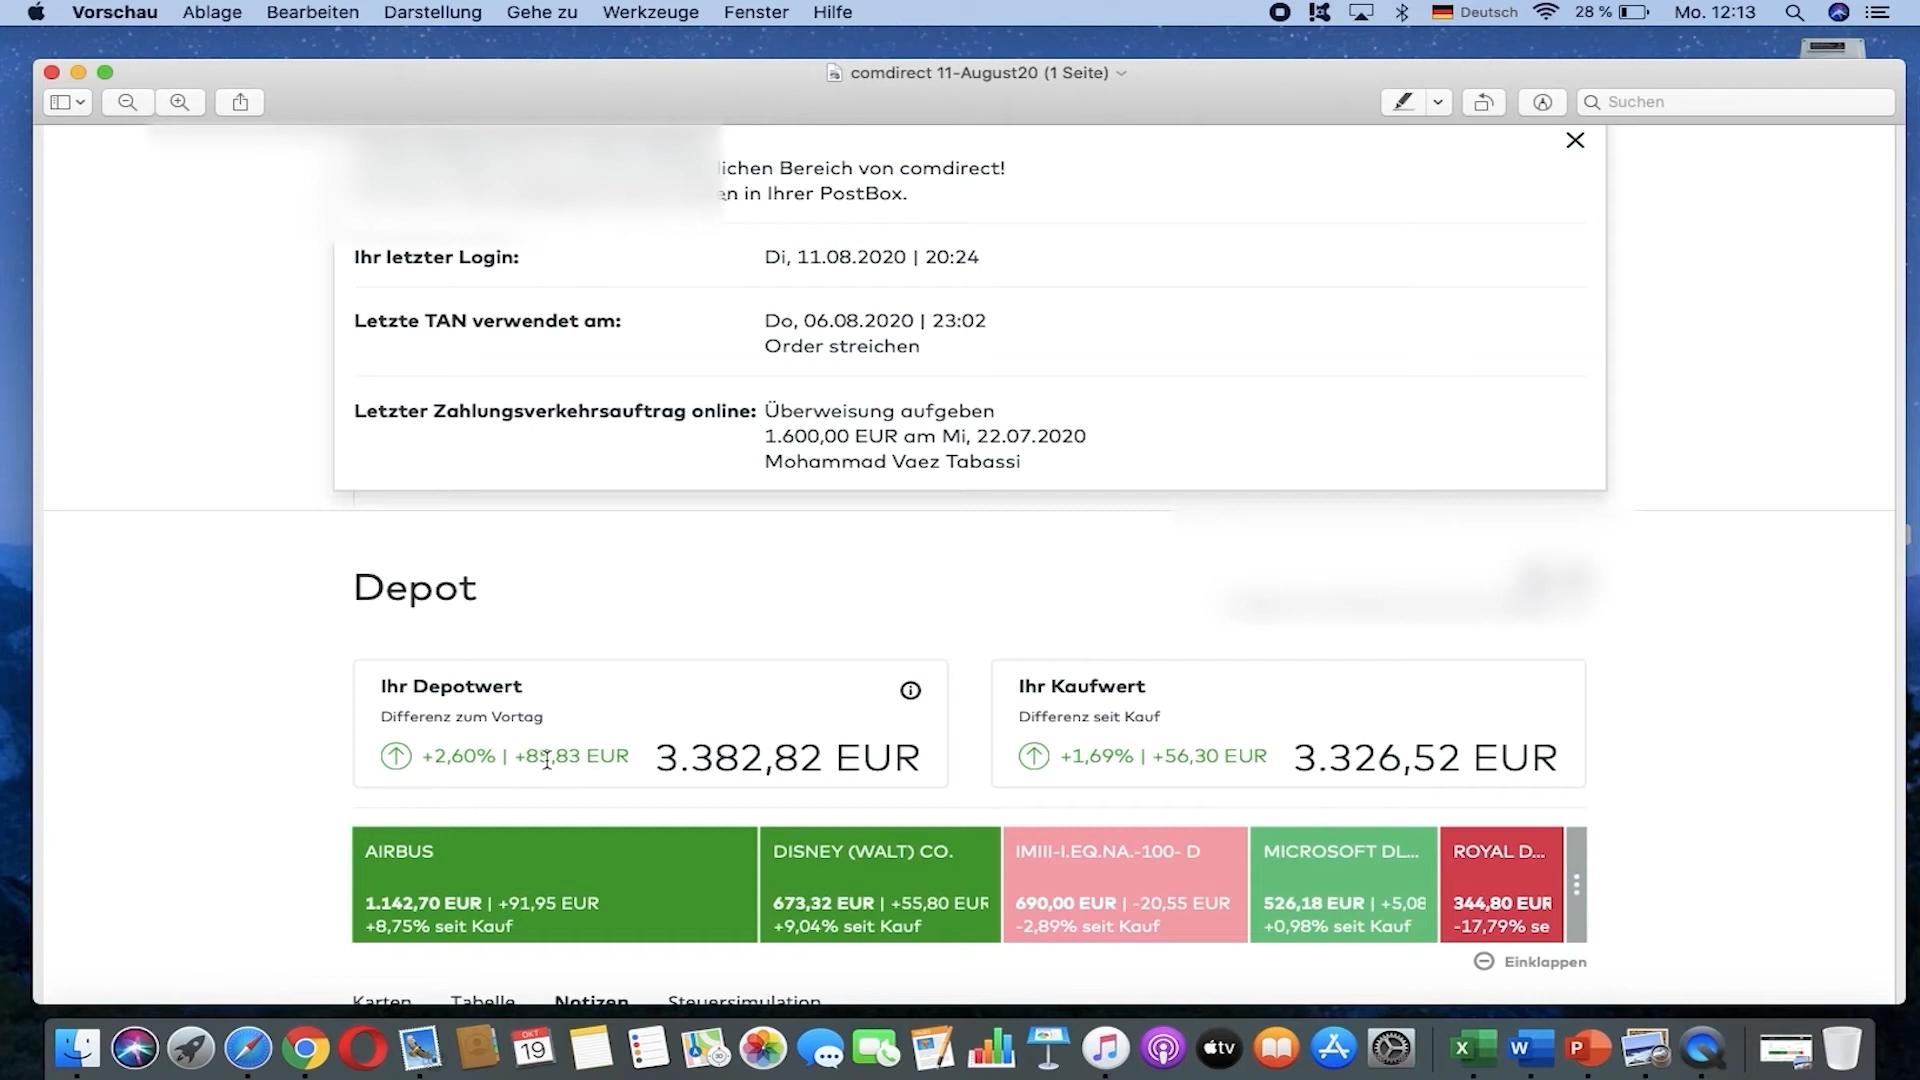 Vorschau Ablage Bearbeiten Darstellung Gehe zu Werkzeuge Fenster Hilfe Deutsch 28 % Mo. 12:13
comdirect 11-August20 (1 Seite)
Suchen
lichen Bereich von comdirect!
en in Ihrer PostBox.
Ihr letzter Login: Di, 11.08.2020 | 20:24
Letzte TAN verwendet am: Do, 06.08.2020 | 23:02
Order streichen
Letzter Zahlungsverkehrsauftrag online: Überweisung aufgeben
1.600,00 EUR am Mi, 22.07.2020
Mohammad Vaez Tabassi
Depot
Ihr Depotwert
Differenz zum Vortag
+2,60% | +85,83 EUR 3.382,82 EUR
Ihr Kaufwert
Differenz seit Kauf
+1,69% | +56,30 EUR 3.326,52 EUR
AIRBUS
1.142,70 EUR | +91,95 EUR
+8,75% seit Kauf
DISNEY (WALT) CO.
673,32 EUR | +55,80 EUR
+9,04% seit Kauf
IMIII-I.EQ.NA.-100- D
690,00 EUR | -20,55 EUR
-2,89% seit Kauf
MICROSOFT DL...
526,18 EUR | +5,08
+0,98% seit Kauf
ROYAL D...
344,80 EUR
-17,79% se
Einklappen
Karten Tabelle Notizen Steuersimulation
OKT
19
tv
X
W
P